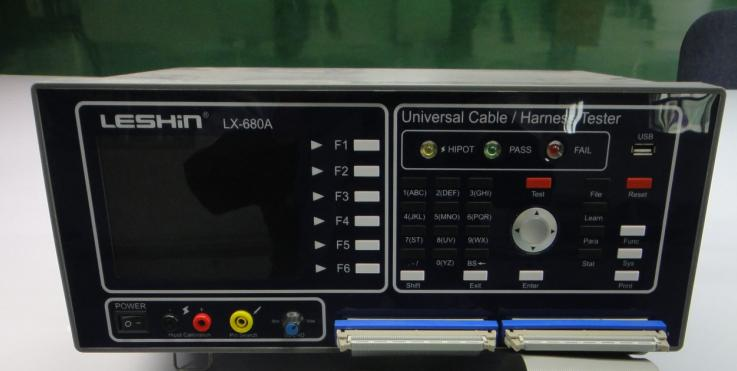 LESHIN® LX-680A
Universal Cable / Harness Tester
USB
HIPOT PASS FAIL
F1
F2
F3
F4
F5
F6
1(ABC) 2(DEF) 3(GHI) Test File Reset
4(JKL) 5(MNO) 6(PQR) Learn
7(ST) 8(UV) 9(WX) Para Func
. - / 0(YZ) BS← Stat Sys
Shift Exit Enter Print
POWER
Hipot Calibration Pin Search